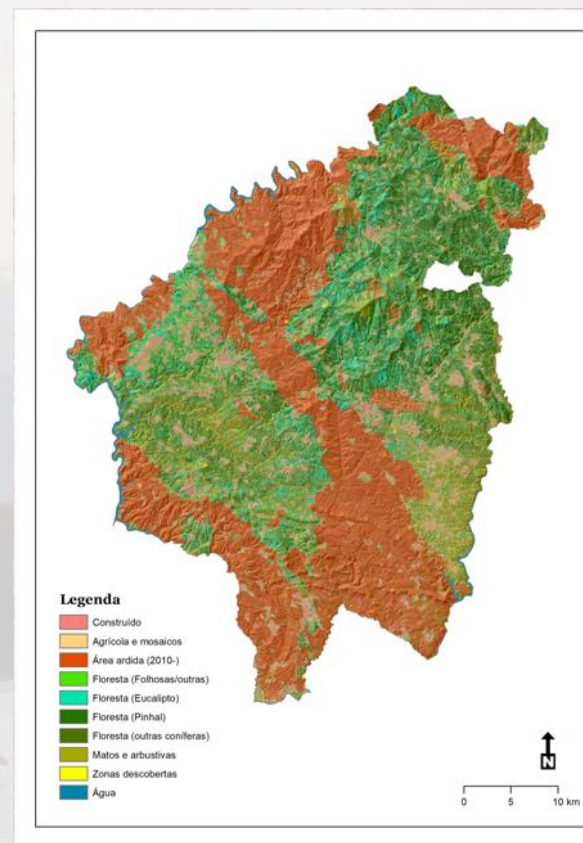 Legenda
Construído
Agrícola e mosaicos
Área ardida (2010-)
Floresta (Folhosas/outras)
Floresta (Eucalipto)
Floresta (Pinhal)
Floresta (outras coníferas)
Matos e arbustivas
Zonas descobertas
Água
N
0 5 10 km